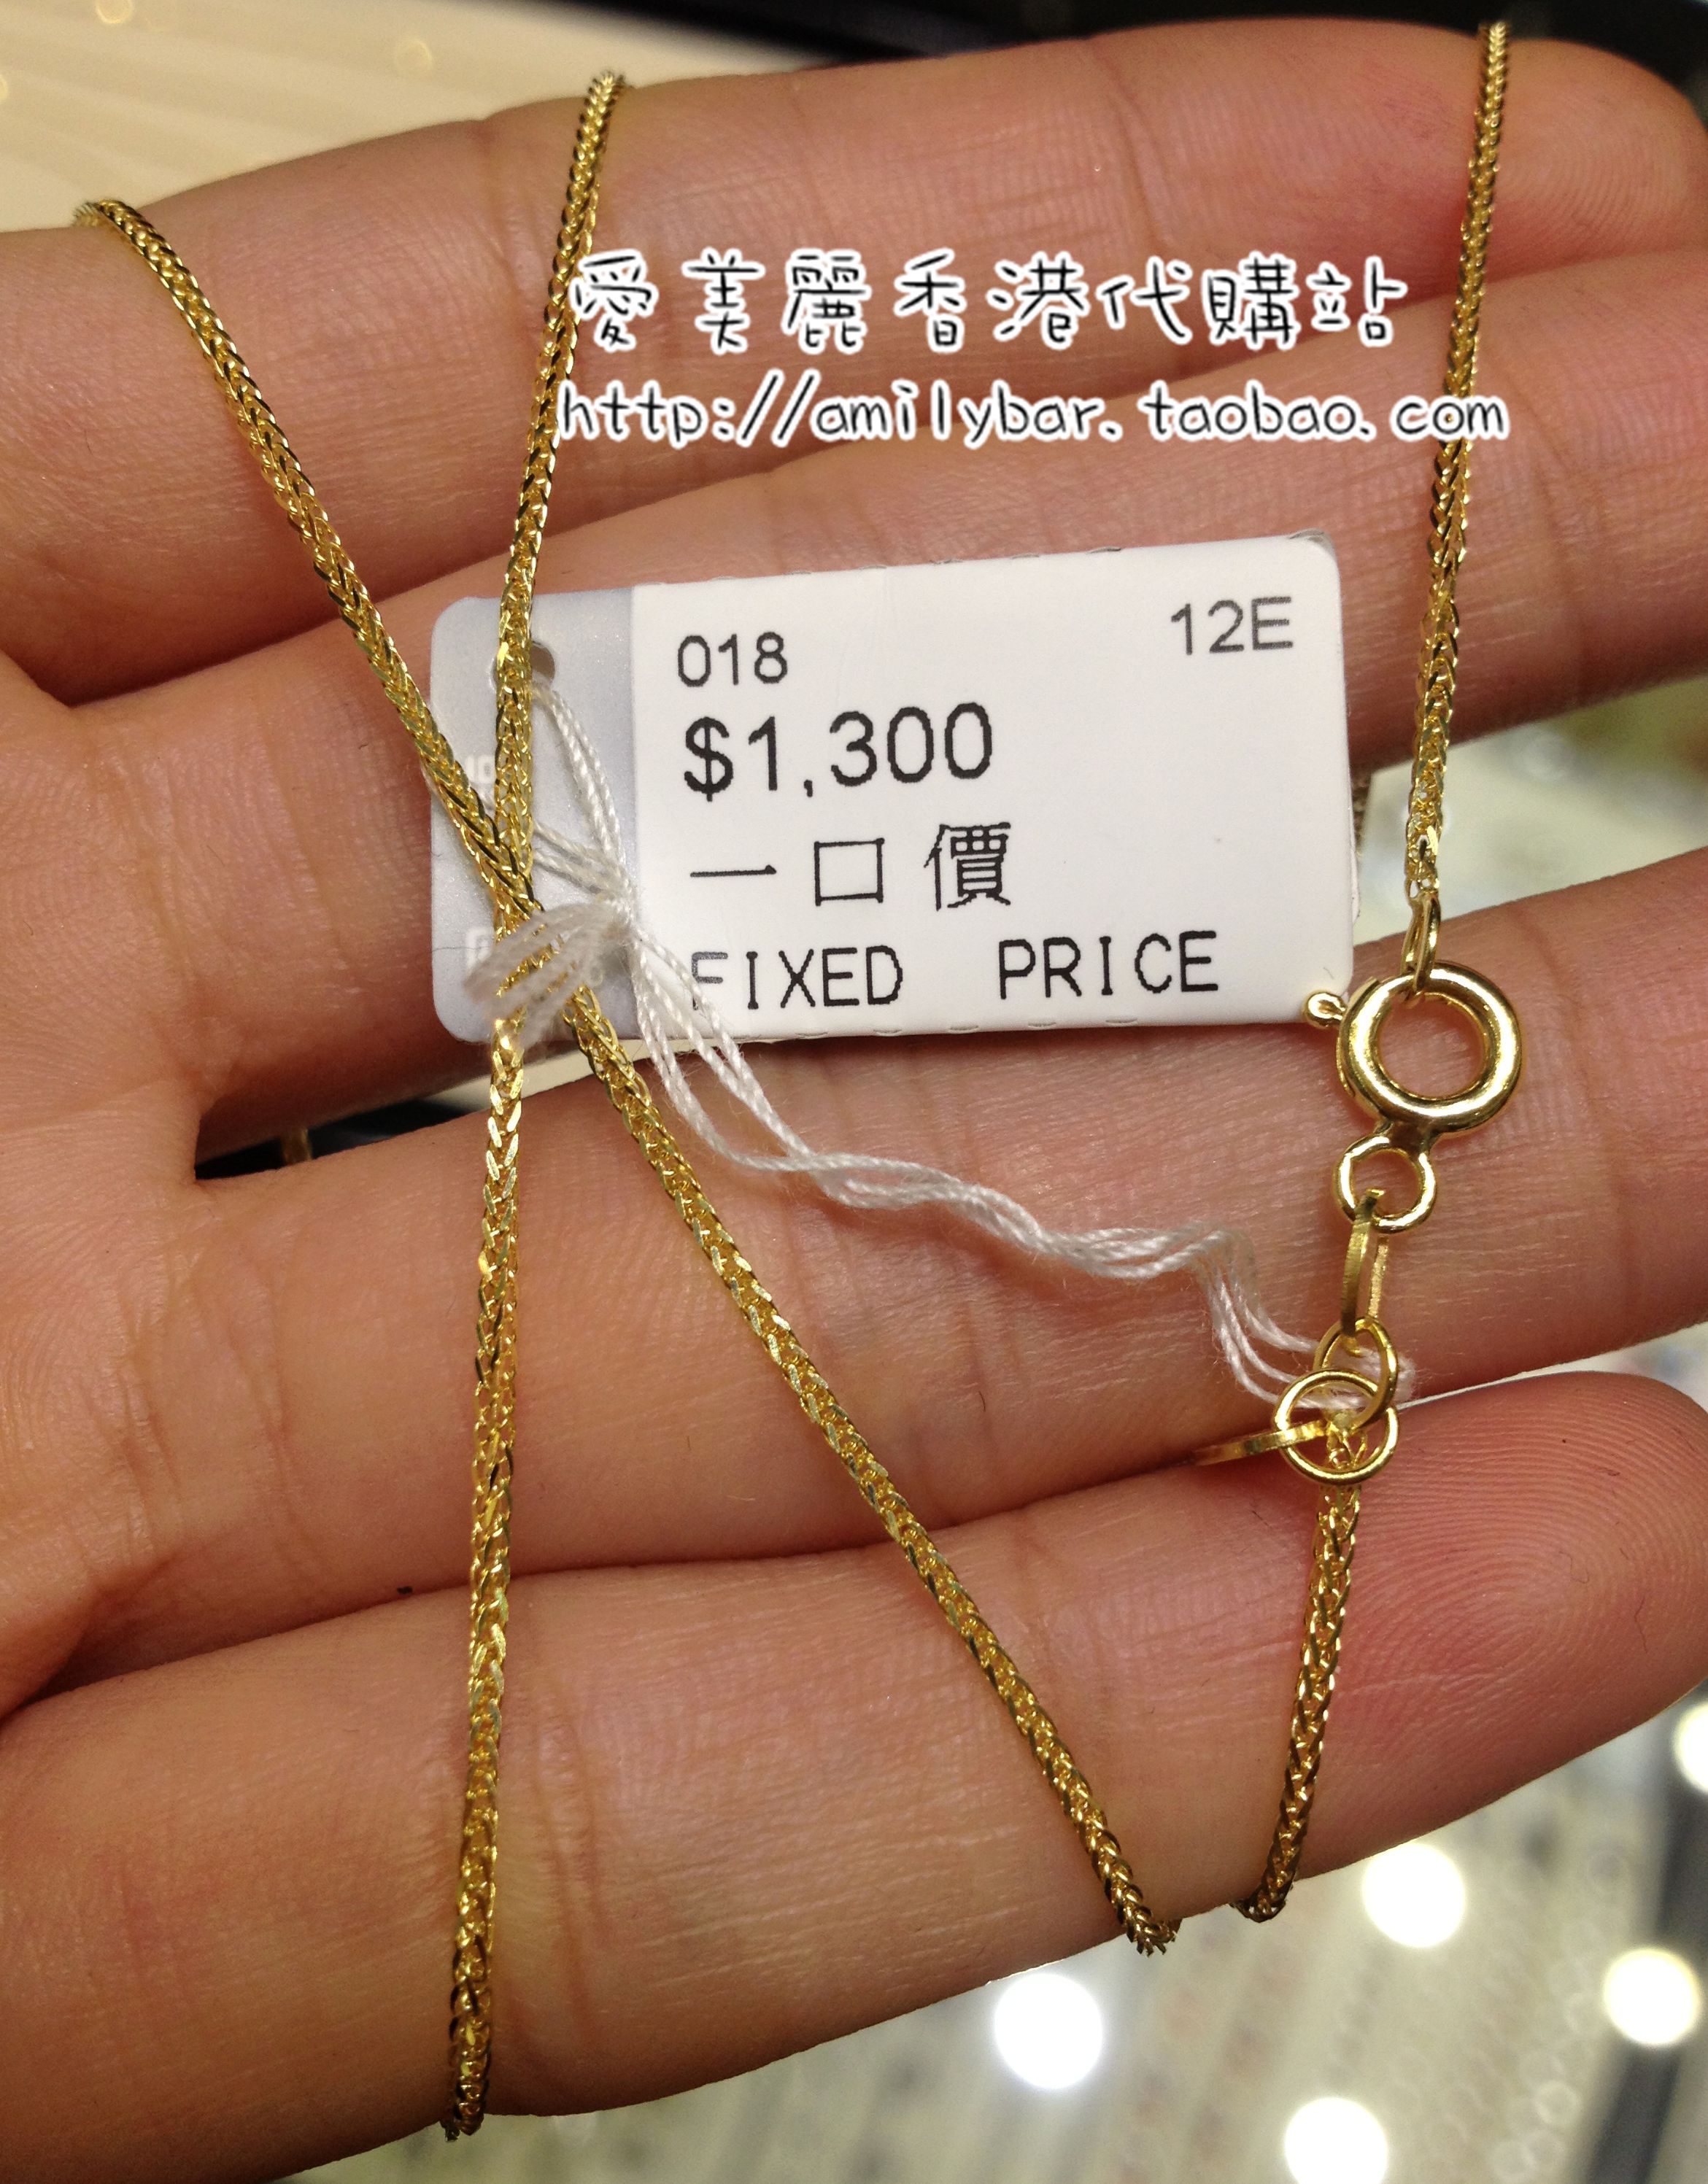 愛美麗香港代購站
http://amilybar.taobao.com
018 12E
$1,300
一口價
FIXED PRICE